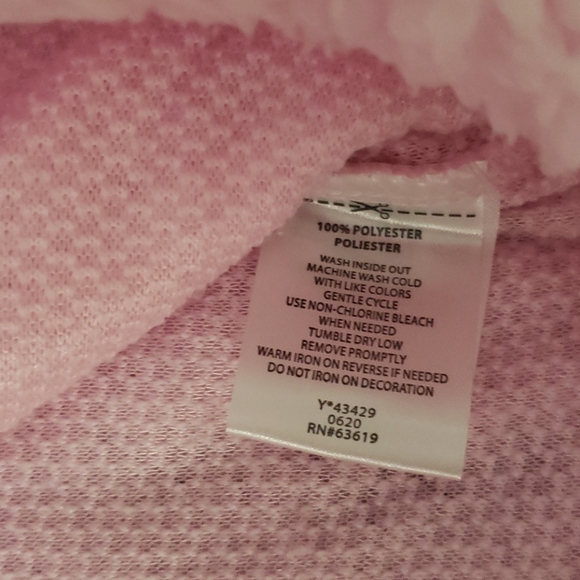 100% POLYESTER
POLIESTER
WASH INSIDE OUT
MACHINE WASH COLD
WITH LIKE COLORS
GENTLE CYCLE
USE NON-CHLORINE BLEACH
WHEN NEEDED
TUMBLE DRY LOW
REMOVE PROMPTLY
WARM IRON ON REVERSE IF NEEDED
DO NOT IRON ON DECORATION
Y*43429
0620
RN#63619